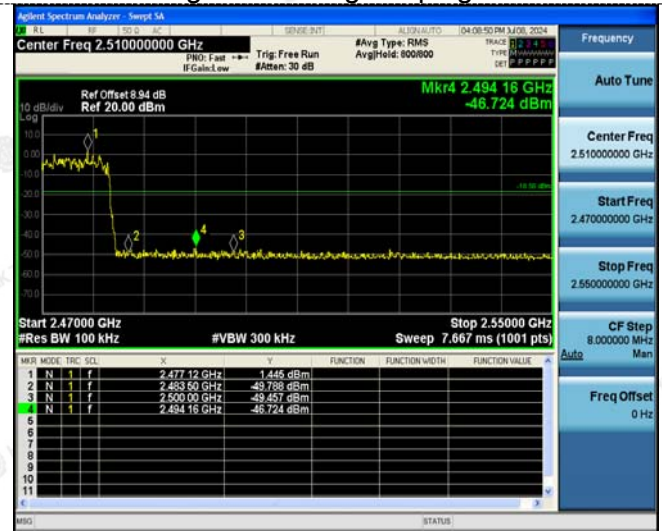 Agilent Spectrum Analyzer - Swept SA
RL RF 50 Ω AC SENSE:INT ALIGN AUTO 04:08:50 PM Jul 08, 2024
Center Freq 2.510000000 GHz
PNO: Fast Trig: Free Run #Avg Type: RMS TRACE 1 2 3 4 5 6
IFGain:Low #Atten: 30 dB Avg|Hold: 800/800 TYPE M
DET P P P P P P
Mkr4 2.494 16 GHz
-46.724 dBm
Ref Offset 8.94 dB
10 dB/div Ref 20.00 dBm
Log
10.0
0.00
-10.0
-20.0
-30.0
-40.0
-50.0
-60.0
-70.0
1
2
4
3
Start 2.47000 GHz Stop 2.55000 GHz
#Res BW 100 kHz #VBW 300 kHz Sweep 7.667 ms (1001 pts)
MKR MODE TRC SCL X Y FUNCTION FUNCTION WIDTH FUNCTION VALUE
1 N 1 f 2.477 12 GHz 1.445 dBm
2 N 1 f 2.483 50 GHz -49.788 dBm
3 N 1 f 2.500 00 GHz -49.457 dBm
4 N 1 f 2.494 16 GHz -46.724 dBm
5
6
7
8
9
10
11
MSG STATUS
Frequency
Auto Tune
Center Freq
2.510000000 GHz
Start Freq
2.470000000 GHz
Stop Freq
2.550000000 GHz
CF Step
8.000000 MHz
Auto Man
Freq Offset
0 Hz